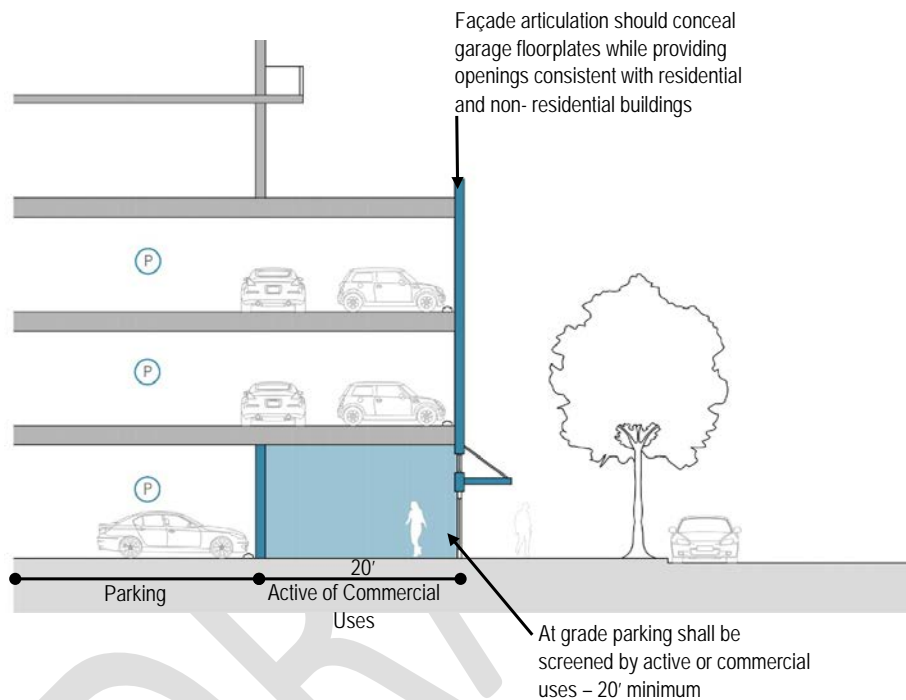 Façade articulation should conceal
garage floorplates while providing
openings consistent with residential
and non- residential buildings
P
P
P
20'
Parking
Active of Commercial
Uses
At grade parking shall be
screened by active or commercial
uses – 20' minimum